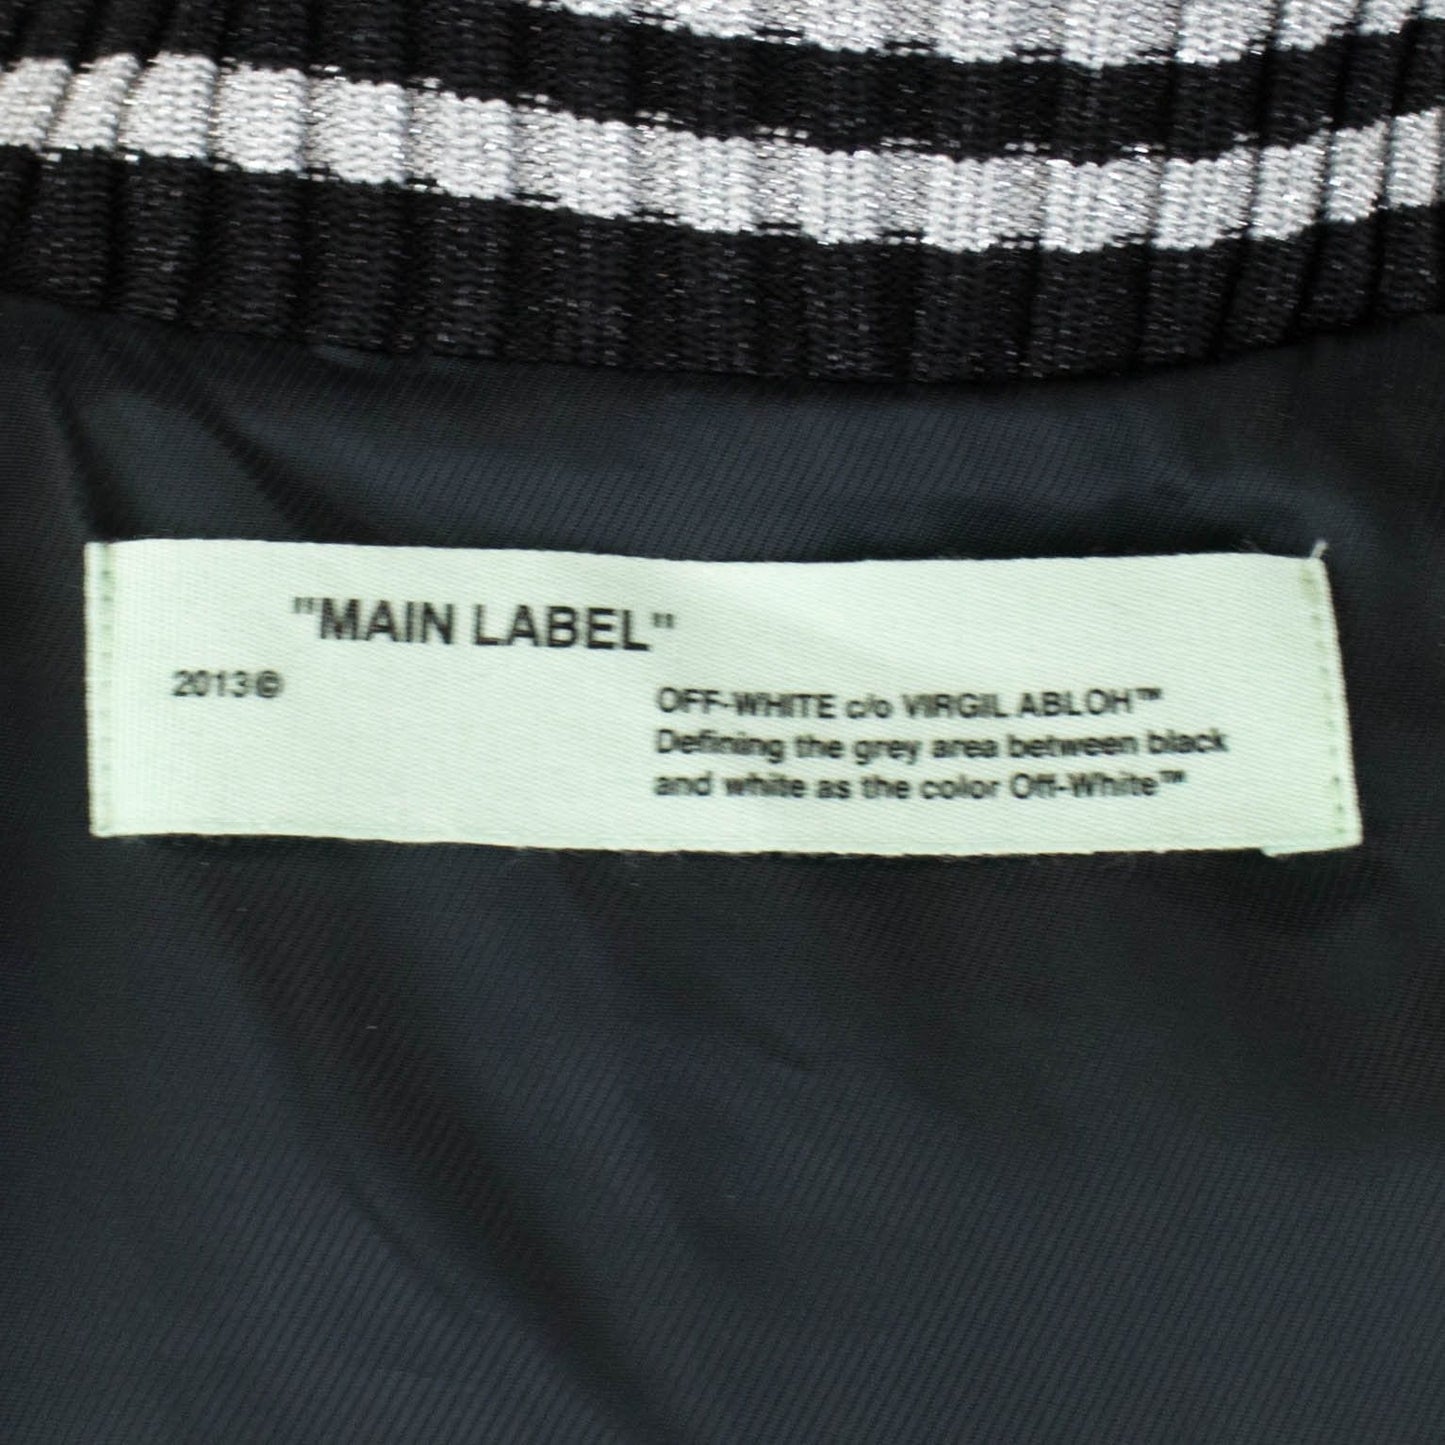 "MAIN LABEL"
2013©
OFF-WHITE c/o VIRGIL ABLOH™
Defining the grey area between black
and white as the color Off-White™